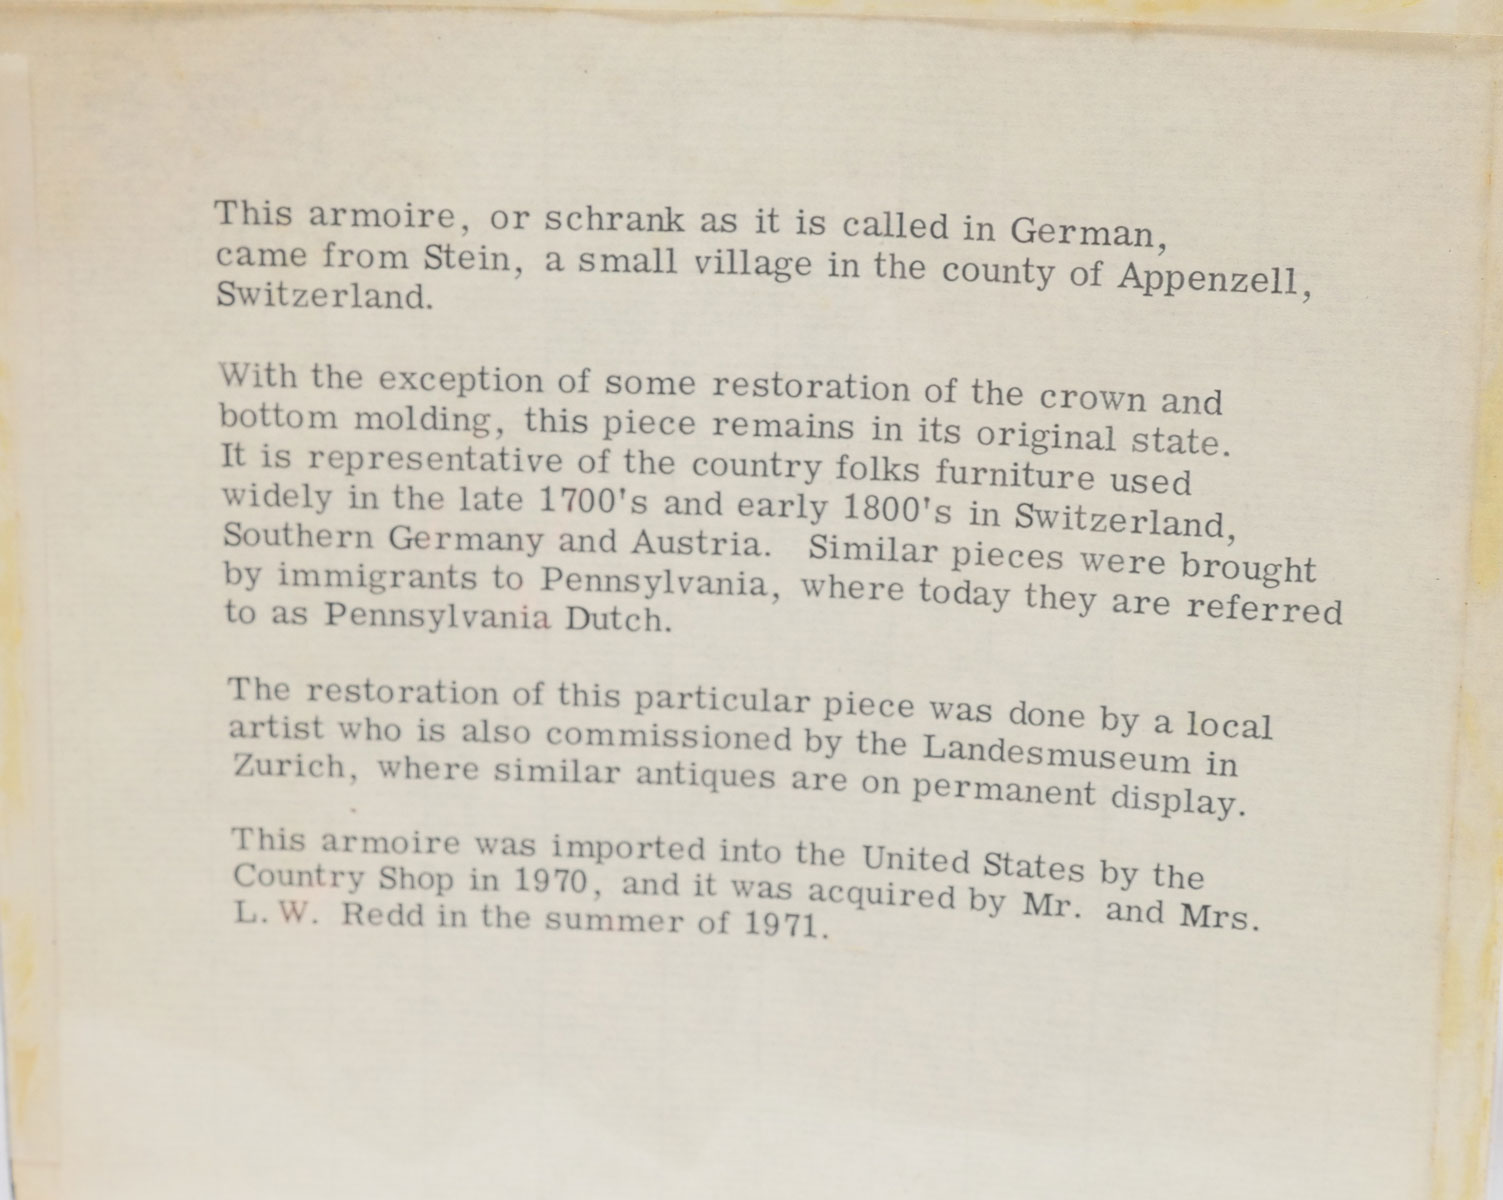 This armoire, or schrank as it is called in German,
came from Stein, a small village in the county of Appenzell,
Switzerland.
With the exception of some restoration of the crown and
bottom molding, this piece remains in its original state.
It is representative of the country folks furniture used
widely in the late 1700's and early 1800's in Switzerland,
Southern Germany and Austria. Similar pieces were brought
by immigrants to Pennsylvania, where today they are referred
to as Pennsylvania Dutch.
The restoration of this particular piece was done by a local
artist who is also commissioned by the Landesmuseum in
Zurich, where similar antiques are on permanent display.
This armoire was imported into the United States by the
Country Shop in 1970, and it was acquired by Mr. and Mrs.
L. W. Redd in the summer of 1971.